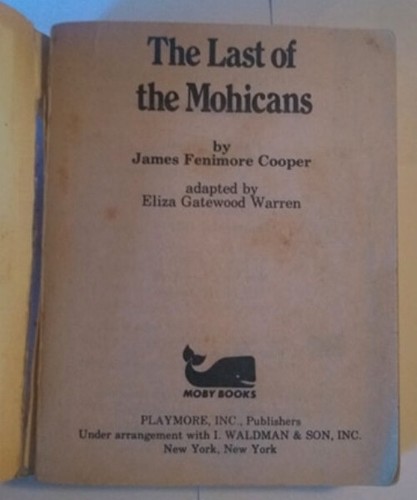 The Last of
the Mohicans
by
James Fenimore Cooper
adapted by
Eliza Gatewood Warren
MOBY BOOKS
PLAYMORE, INC., Publishers
Under arrangement with I. WALDMAN & SON, INC.
New York, New York